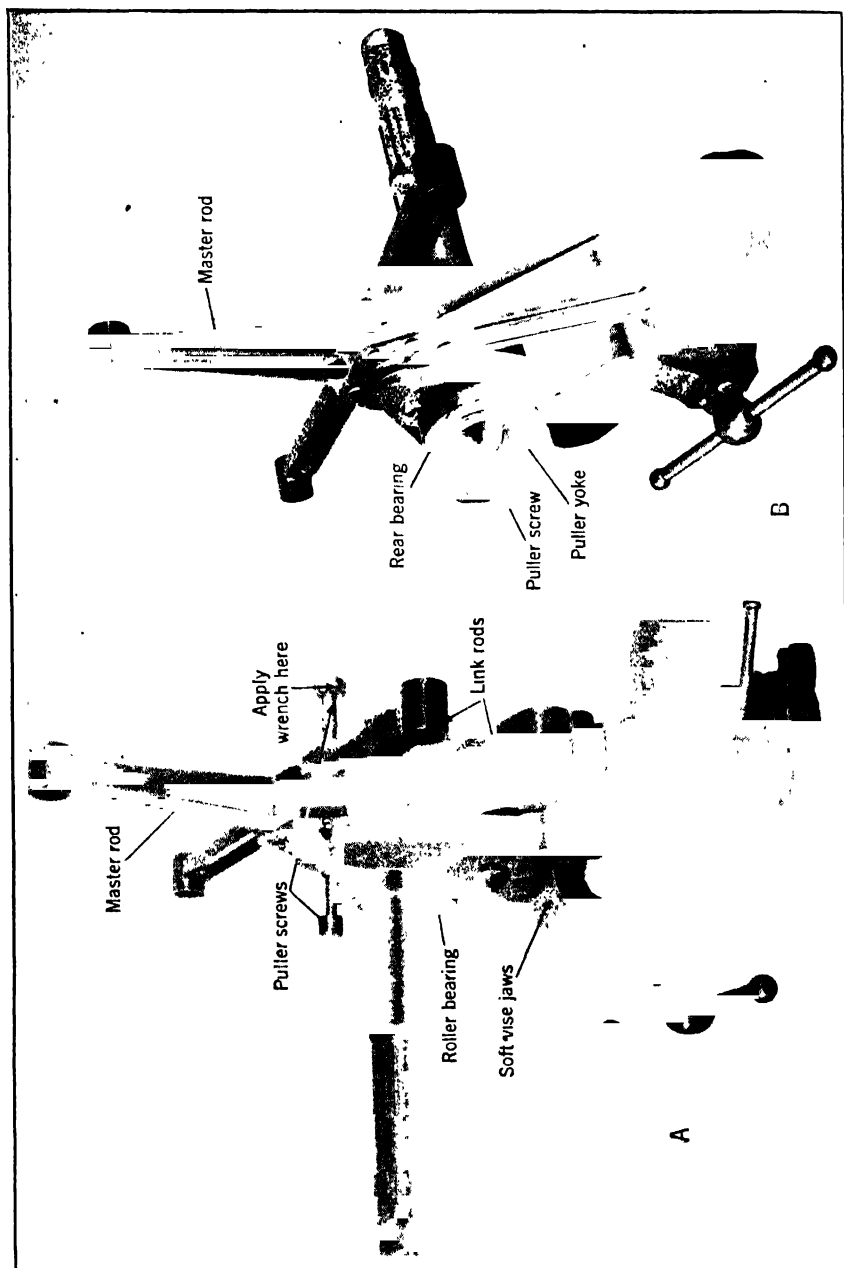 Master rod
Puller screws
Apply
wrench here
Link rods
Roller bearing
Soft vise jaws
A
Master rod
Rear bearing
Puller screw
Puller yoke
B